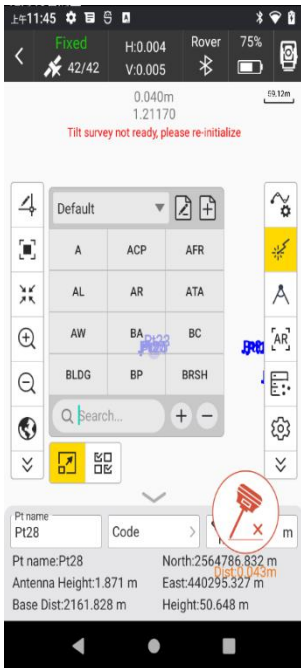 上午11:45
Fixed
42/42
H:0.004
V:0.005
Rover
75%
0.040m
1.21170
59.12m
Tilt survey not ready, please re-initialize
Default
A
ACP
AFR
AL
AR
ATA
AW
BA
BC
Pt23
Pt25
AR
BLDG
BP
BRSH
Search...
Pt name
Pt28
Code
m
Pt name:Pt28
North:2564786.832 m
Dist:0.043m
Antenna Height:1.871 m
East:440295.327 m
Base Dist:2161.828 m
Height:50.648 m